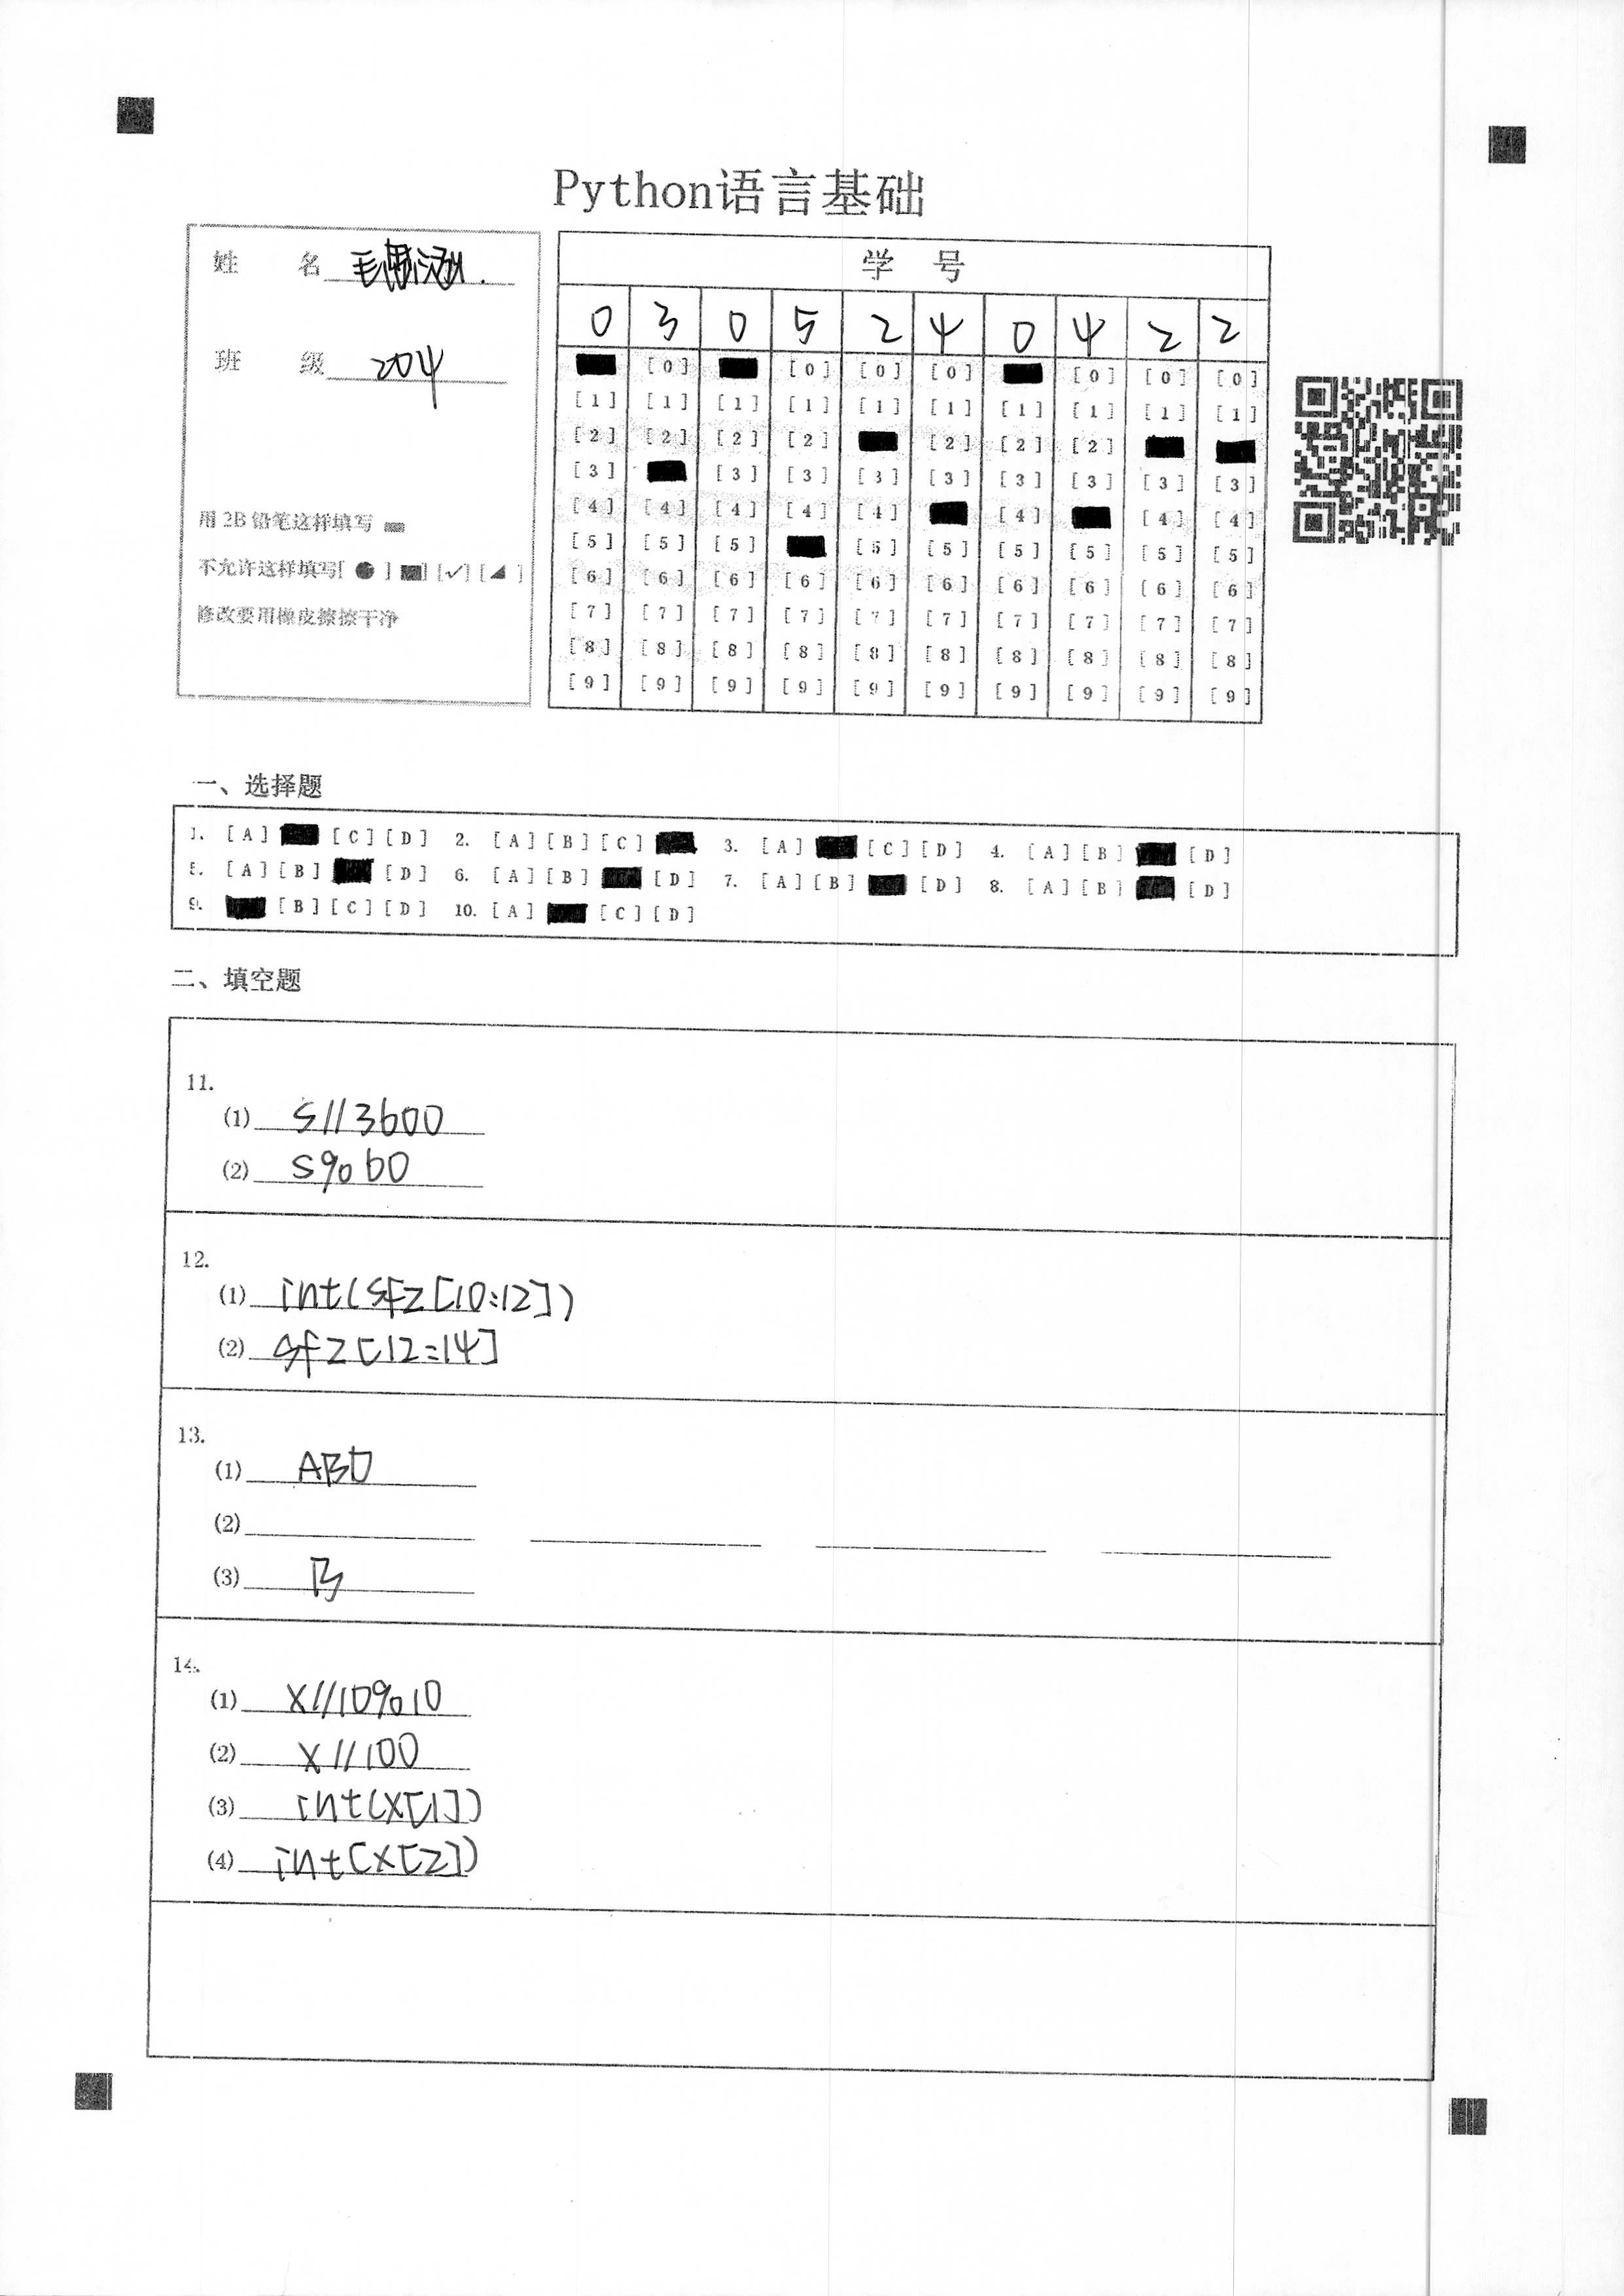 Python语言基础
姓 名
班 级 204
用 2B 铅笔这样填写
不允许这样填写[ ● ] [■] [✓] [◢ ]
修改要用橡皮擦擦干净
学 号
0 3 0 5 2 4 0 4 2 2
[0] [0] [0] [0] [0] [0] [0]
[1] [1] [1] [1] [1] [1] [1] [1] [1] [1]
[2] [2] [2] [2] [2] [2] [2]
[3] [3] [3] [3] [3] [3] [3] [3] [3]
[4] [4] [4] [4] [4] [4] [4] [4]
[5] [5] [5] [5] [5] [5] [5] [5] [5]
[6] [6] [6] [6] [6] [6] [6] [6] [6] [6]
[7] [7] [7] [7] [7] [7] [7] [7] [7] [7]
[8] [8] [8] [8] [8] [8] [8] [8] [8] [8]
[9] [9] [9] [9] [9] [9] [9] [9] [9] [9]
一、选择题
1. [A] [C] [D] 2. [A] [B] [C] 3. [A] [C] [D] 4. [A] [B] [D]
5. [A] [B] [D] 6. [A] [B] [D] 7. [A] [B] [D] 8. [A] [B] [D]
9. [B] [C] [D] 10. [A] [C] [D]
二、填空题
11.
(1) s//3600
(2) s%60
12.
(1) int(sfz[10:12])
(2) sfz[12:14]
13.
(1) ABD
(2)
(3) B
14.
(1) x//10%10
(2) x//100
(3) int(x[1])
(4) int[x[2])